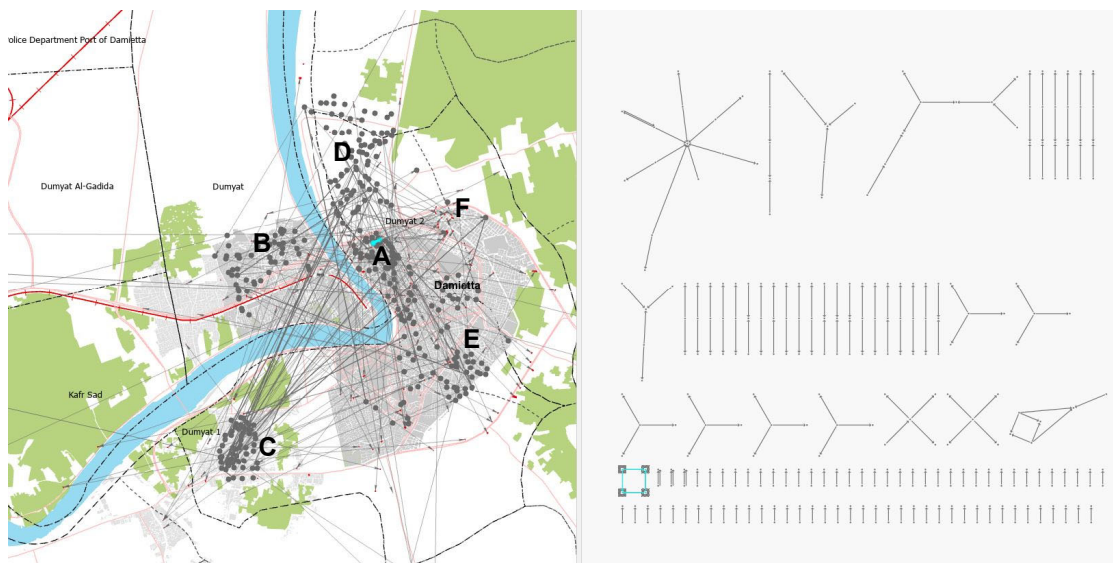 olice Department Port of Damietta
D
Dumyat Al-Gadida
Dumyat
F
Dumyat 2
B
A
Damietta
E
Kafr Sad
Dumyat 1
C